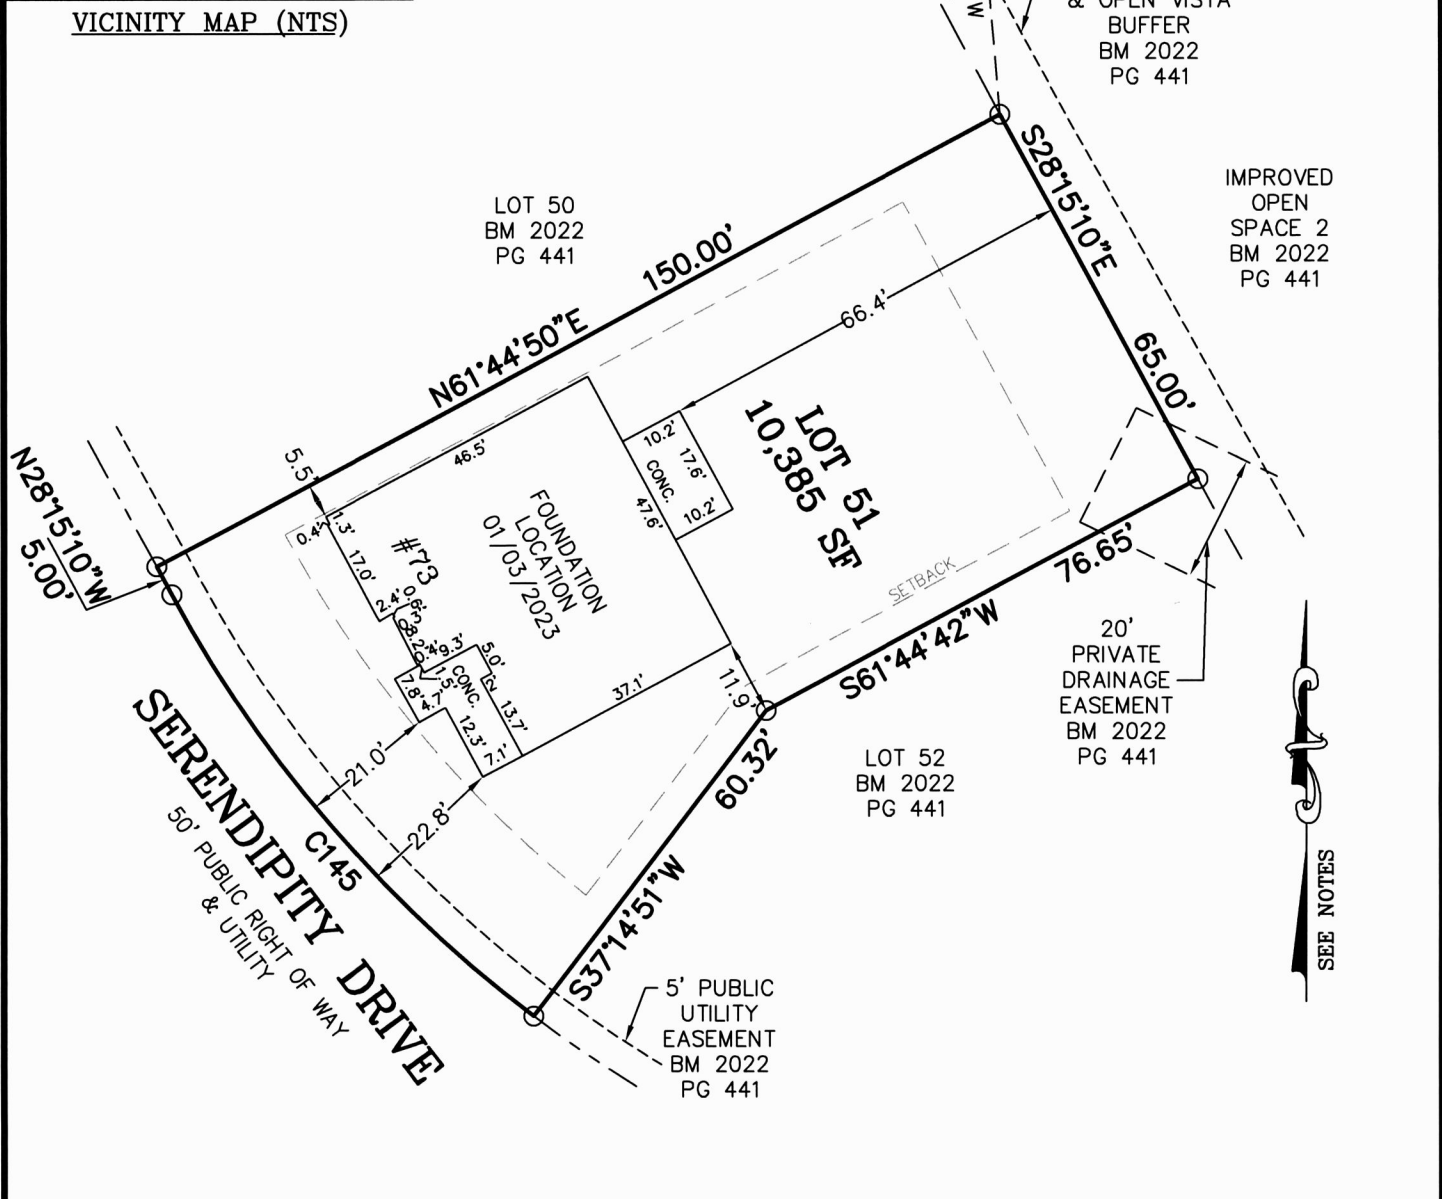 VICINITY MAP (NTS)
W
& OPEN VISTA
BUFFER
BM 2022
PG 441
S28°15'10"E
65.00'
IMPROVED
OPEN
SPACE 2
BM 2022
PG 441
LOT 50
BM 2022
PG 441
N61°44'50"E
150.00'
66.4'
LOT 51
10,385 SF
N28°15'10"W
5.00'
5.5'
46.5'
0.4'
1.3'
17.0'
#73
FOUNDATION
LOCATION
01/03/2023
10.2'
17.6'
CONC.
10.2'
47.6'
2.4'
0.6'
9.3'
5.0'
1.5'
CONC.
7.8'
4.7'
12.3'
13.7'
7.1'
37.1'
11.9'
SETBACK
76.65'
S61°44'42"W
20'
PRIVATE
DRAINAGE
EASEMENT
BM 2022
PG 441
LOT 52
BM 2022
PG 441
60.32'
S37°14'51"W
21.0'
22.8'
C145
SERENDIPITY DRIVE
50' PUBLIC RIGHT OF WAY
& UTILITY
5' PUBLIC
UTILITY
EASEMENT
BM 2022
PG 441
SEE NOTES